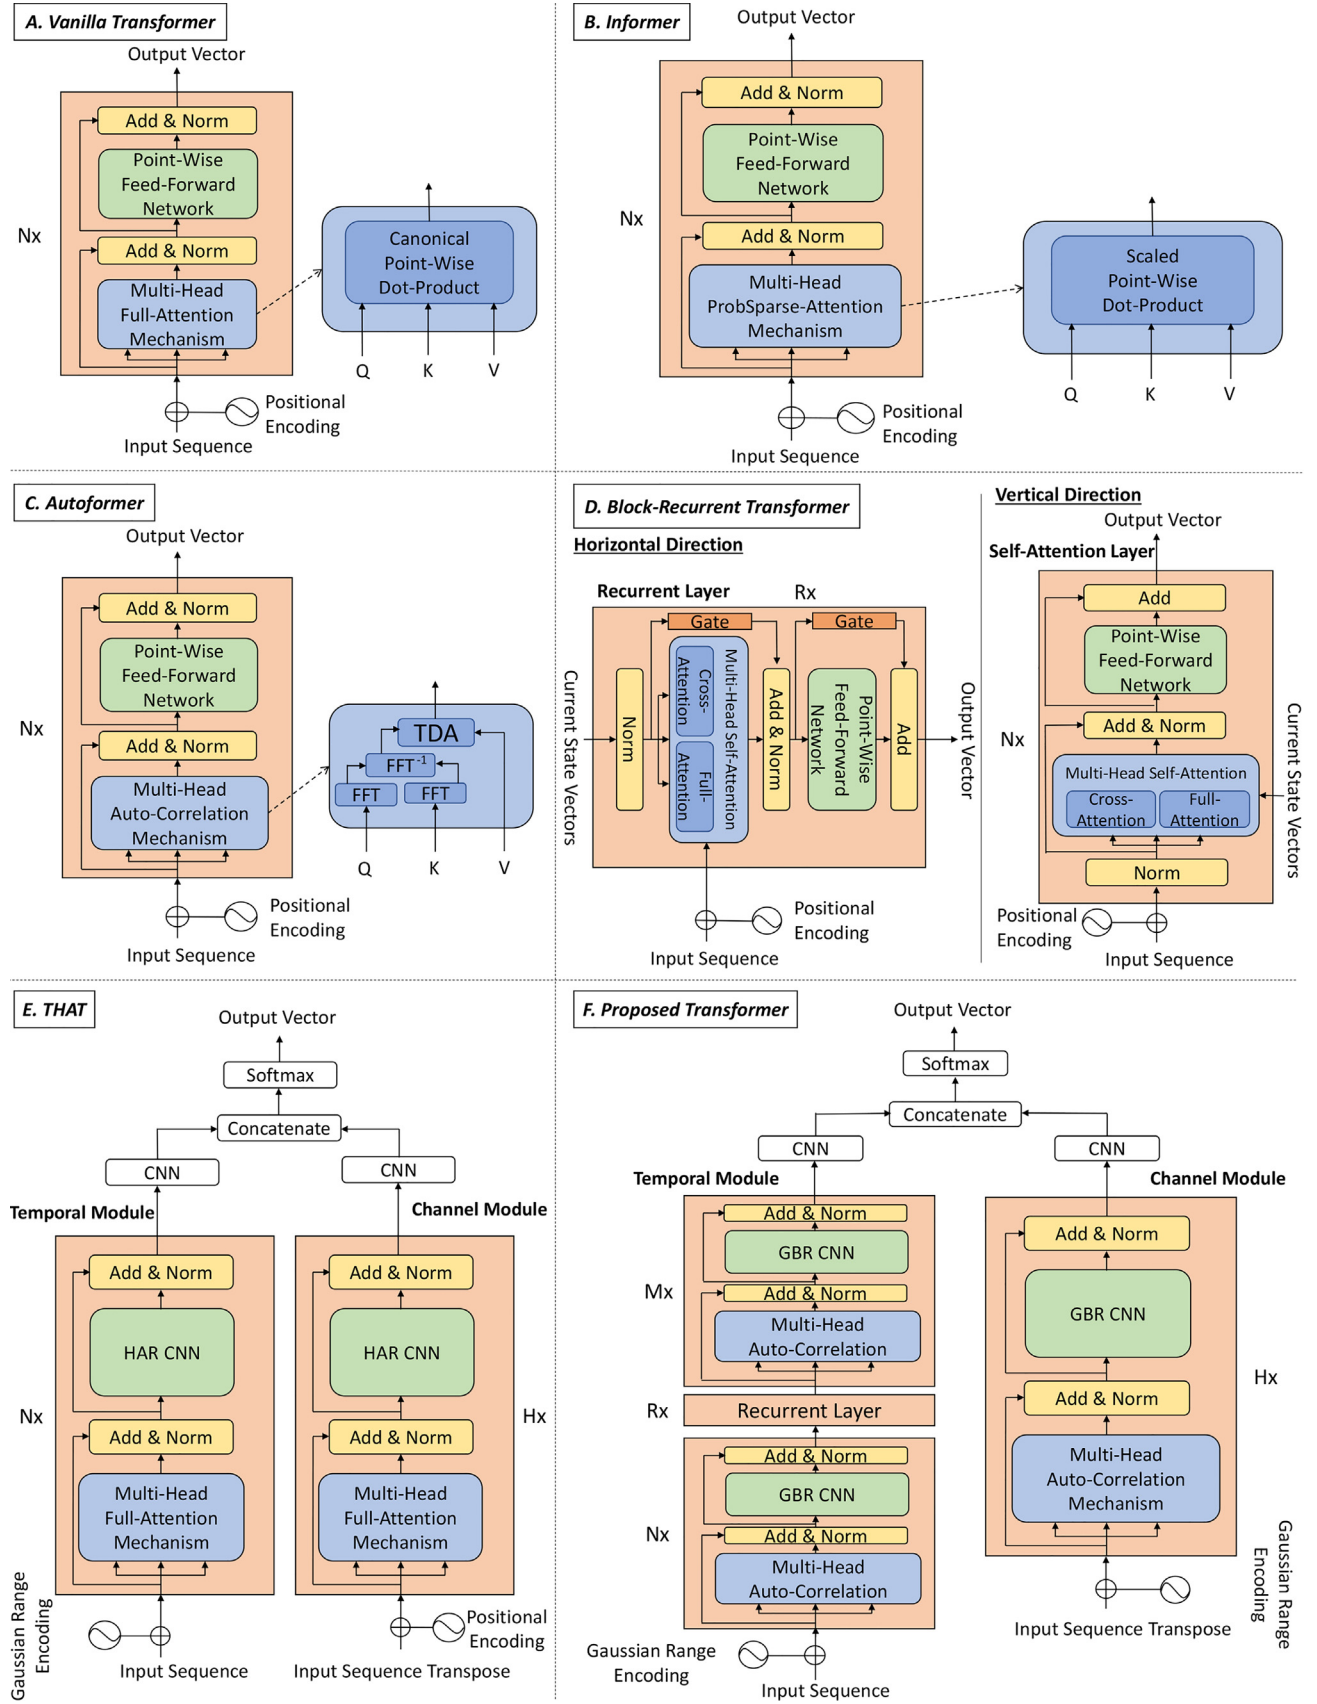 A. Vanilla Transformer
Output Vector
Add & Norm
Point-Wise
Feed-Forward
Network
Nx
Add & Norm
Multi-Head
Full-Attention
Mechanism
Canonical
Point-Wise
Dot-Product
Q
K
V
Positional
Encoding
Input Sequence
B. Informer
Output Vector
Add & Norm
Point-Wise
Feed-Forward
Network
Nx
Add & Norm
Multi-Head
ProbSparse-Attention
Mechanism
Scaled
Point-Wise
Dot-Product
Q
K
V
Positional
Encoding
Input Sequence
C. Autoformer
Output Vector
Add & Norm
Point-Wise
Feed-Forward
Network
Nx
Add & Norm
Multi-Head
Auto-Correlation
Mechanism
TDA
FFT-1
FFT
FFT
Q
K
V
Positional
Encoding
Input Sequence
D. Block-Recurrent Transformer
Horizontal Direction
Recurrent Layer
Rx
Gate
Gate
Current State Vectors
Norm
Cross-
Attention
Full-
Attention
Multi-Head Self-Attention
Add & Norm
Point-Wise
Feed-Forward
Network
Add
Output Vector
Positional
Encoding
Input Sequence
Vertical Direction
Output Vector
Self-Attention Layer
Add
Point-Wise
Feed-Forward
Network
Nx
Add & Norm
Multi-Head Self-Attention
Cross-
Attention
Full-
Attention
Current State Vectors
Norm
Positional
Encoding
Input Sequence
E. THAT
Output Vector
Softmax
Concatenate
CNN
CNN
Temporal Module
Channel Module
Add & Norm
HAR CNN
Nx
Add & Norm
Multi-Head
Full-Attention
Mechanism
Gaussian Range
Encoding
Input Sequence
Add & Norm
HAR CNN
Hx
Add & Norm
Multi-Head
Full-Attention
Mechanism
Positional
Encoding
Input Sequence Transpose
F. Proposed Transformer
Output Vector
Softmax
Concatenate
CNN
CNN
Temporal Module
Channel Module
Add & Norm
GBR CNN
Mx
Add & Norm
Multi-Head
Auto-Correlation
Rx
Recurrent Layer
Add & Norm
GBR CNN
Nx
Add & Norm
Multi-Head
Auto-Correlation
Gaussian Range
Encoding
Input Sequence
Add & Norm
GBR CNN
Hx
Add & Norm
Multi-Head
Auto-Correlation
Mechanism
Gaussian Range
Encoding
Input Sequence Transpose